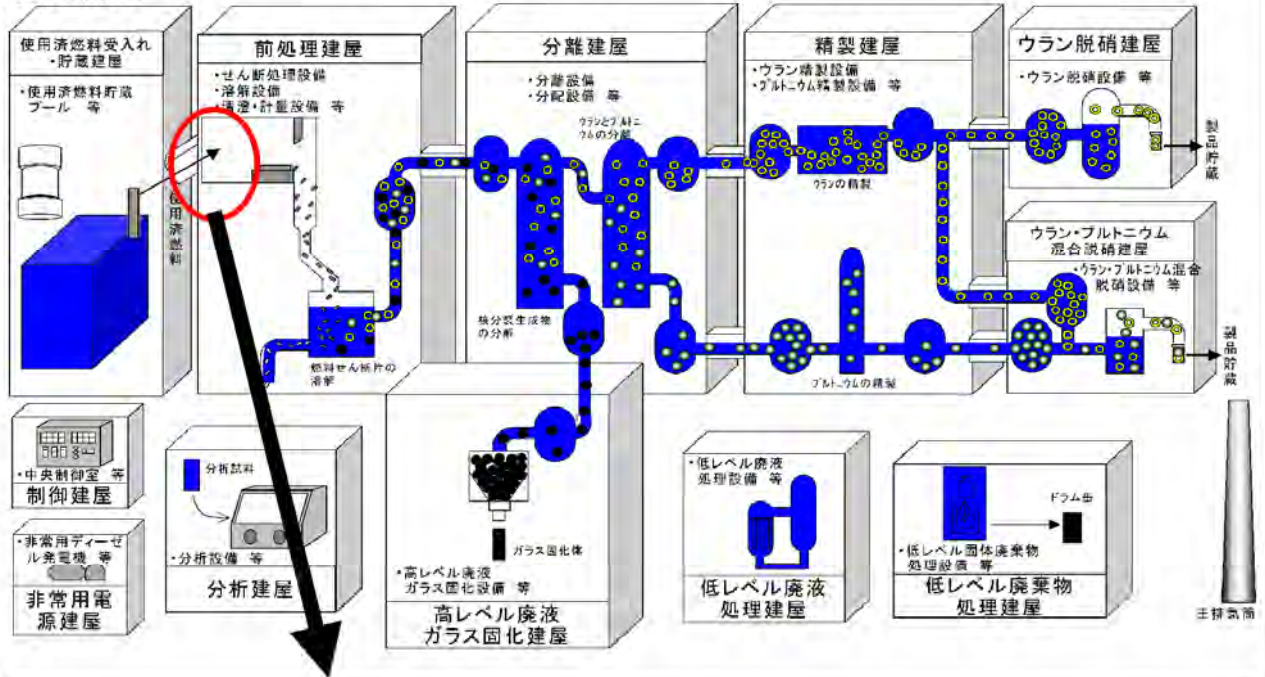 使用済燃料受入れ
・貯蔵建屋
・使用済燃料貯蔵
プール 等
使用済燃料
前処理建屋
・せん断処理設備
・溶解設備
・清澄・計量設備 等
燃料せん断片の
溶解
分離建屋
・分離設備
・分配設備 等
ウランとプルトニ
ウムの分離
核分裂生成物
の分解
精製建屋
・ウラン精製設備
・プルトニウム精製設備 等
ウランの精製
プルトニウムの精製
ウラン脱硝建屋
・ウラン脱硝設備 等
製品貯蔵
ウラン・プルトニウム
混合脱硝建屋
・ウラン・プルトニウム混合
脱硝設備 等
製品貯蔵
・中央制御室 等
制御建屋
・非常用ディーゼ
ル発電機 等
非常用電
源建屋
分析試料
・分析設備 等
分析建屋
ガラス固化体
・高レベル廃液
ガラス固化設備 等
高レベル廃液
ガラス固化建屋
・低レベル廃液
処理設備 等
低レベル廃液
処理建屋
ドラム缶
・低レベル固体廃棄物
処理設備 等
低レベル廃棄物
処理建屋
主排気筒